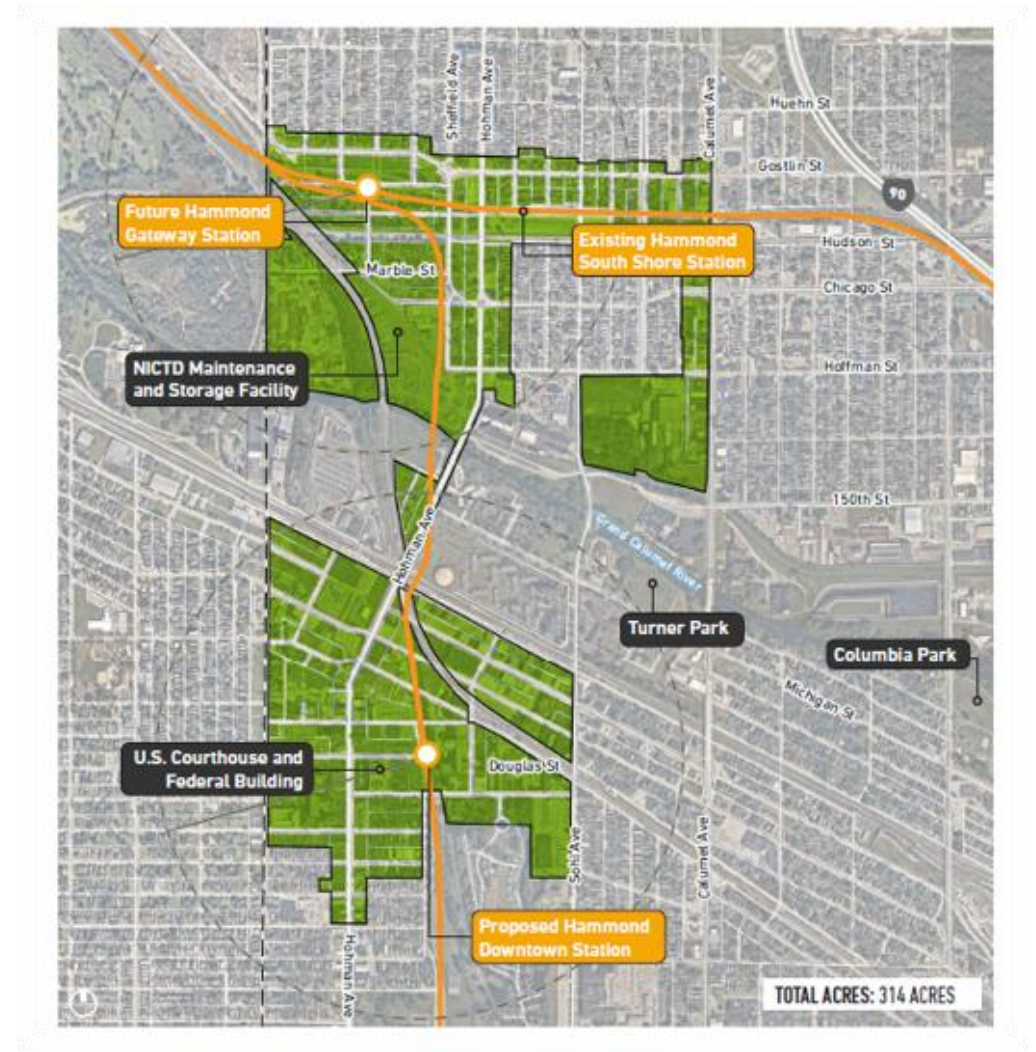 Sheffield Ave
Hohman Ave
Calumet Ave
Huehn St
Gostlin St
90
Future Hammond
Gateway Station
Existing Hammond
South Shore Station
Hudson St
Marble St
Chicago St
NICTD Maintenance
and Storage Facility
Hoffman St
150th St
Grand Calumet River
Hohman Ave
Turner Park
Columbia Park
Michigan St
U.S. Courthouse and
Federal Building
Douglas St
Sohl Ave
Calumet Ave
Proposed Hammond
Downtown Station
Hohman Ave
TOTAL ACRES: 314 ACRES